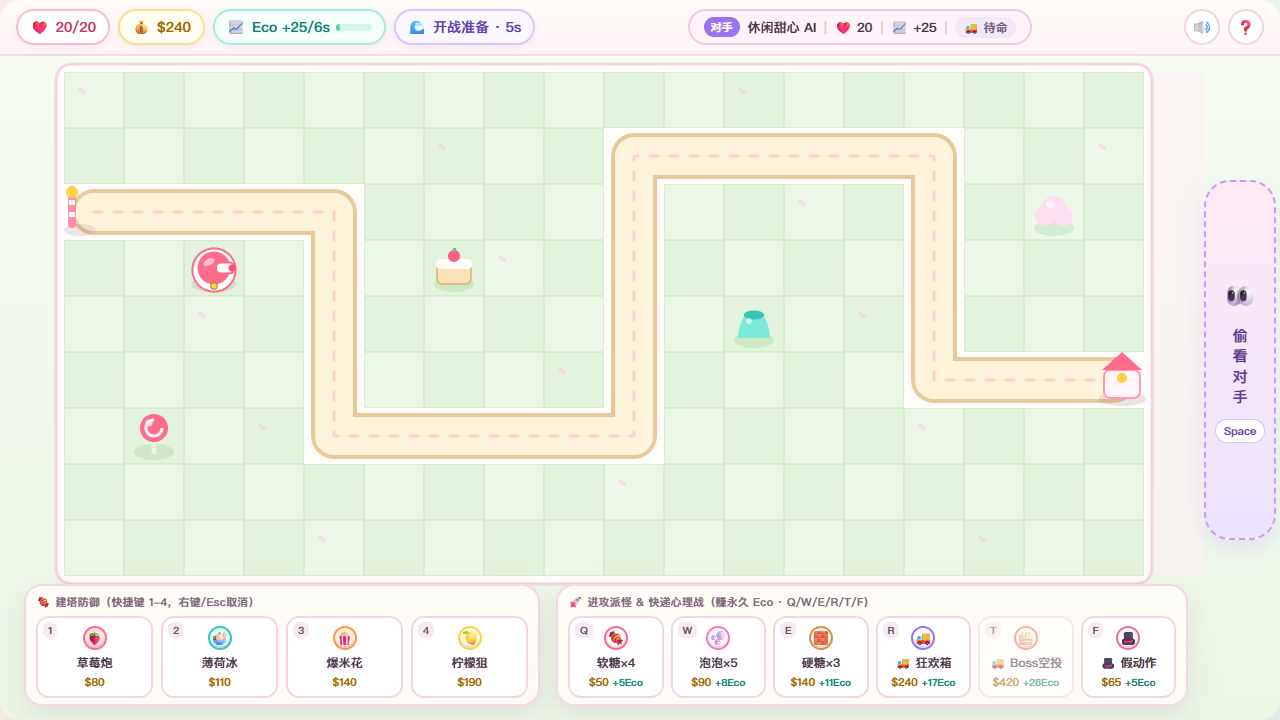 20/20
$240
Eco +25/6s
开战准备 · 5s
对手 休闲甜心 AI | 20 | +25 | 待命
偷看对手
Space
建塔防御（快捷键 1–4，右键/Esc取消）
1
草莓炮
$80
2
薄荷冰
$110
3
爆米花
$140
4
柠檬狙
$190
进攻派怪 & 快递心理战（赚永久 Eco · Q/W/E/R/T/F）
Q
软糖×4
$50 +5Eco
W
泡泡×5
$90 +8Eco
E
硬糖×3
$140 +11Eco
R
狂欢箱
$240 +17Eco
T
Boss空投
$420 +26Eco
F
假动作
$65 +5Eco